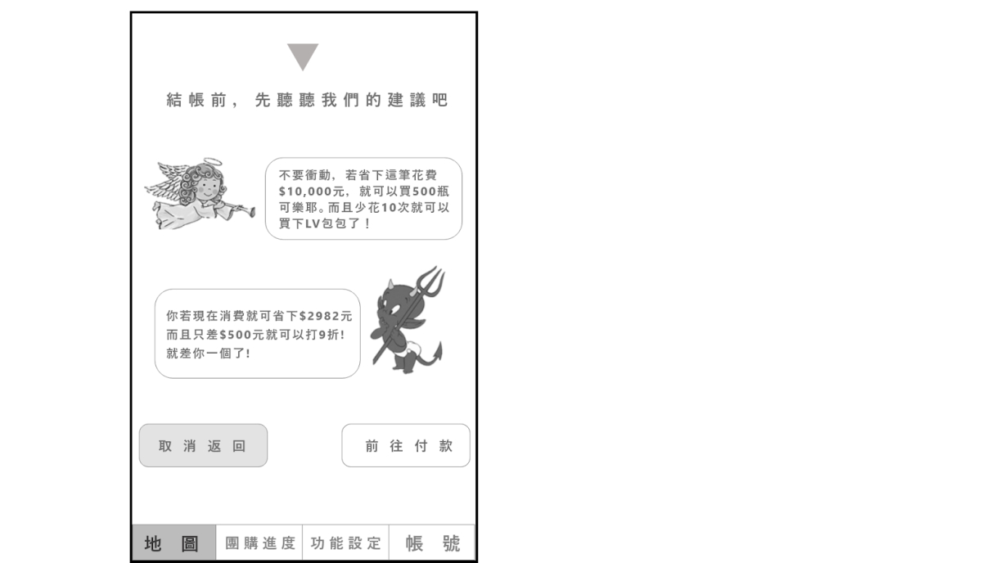 結帳前，先聽聽我們的建議吧
不要衝動，若省下這筆花費
$10,000元，就可以買500瓶
可樂耶。而且少花10次就可以
買下LV包包了！
你若現在消費就可省下$2982元
而且只差$500元就可以打9折!
就差你一個了!
取消返回
前往付款
地圖
團購進度
功能設定
帳號